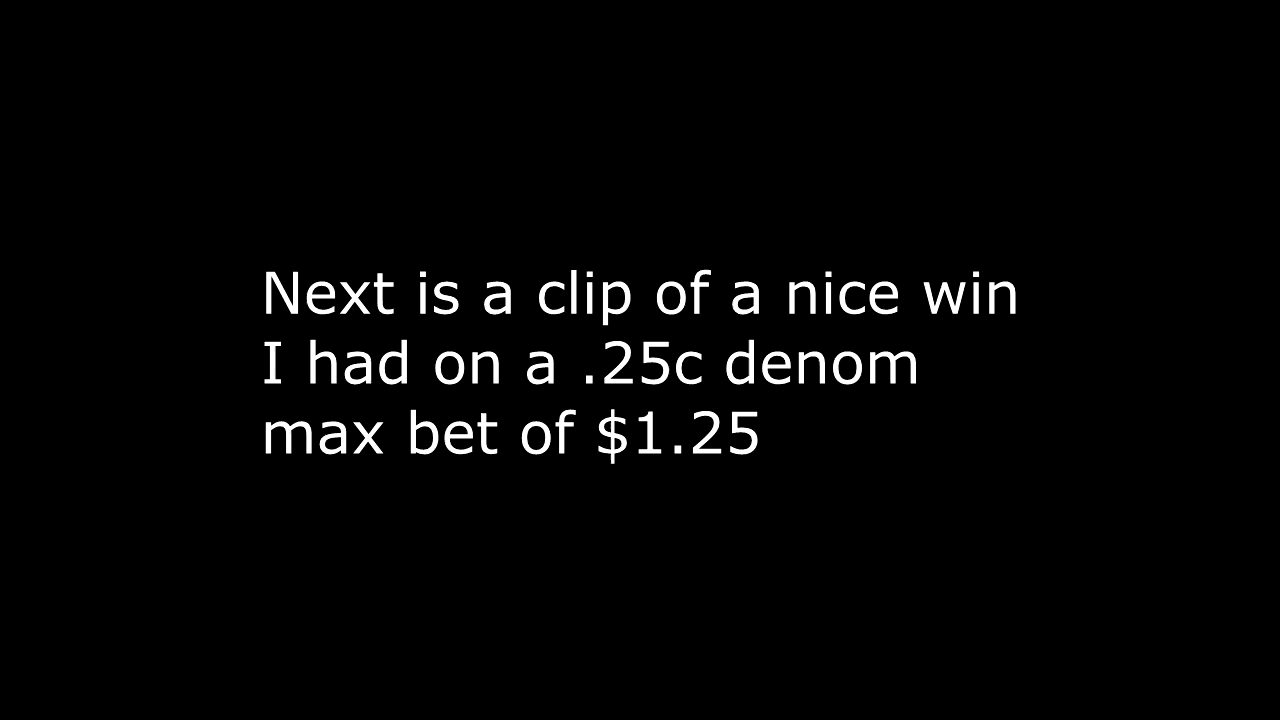 Next is a clip of a nice win
I had on a .25c denom
max bet of $1.25